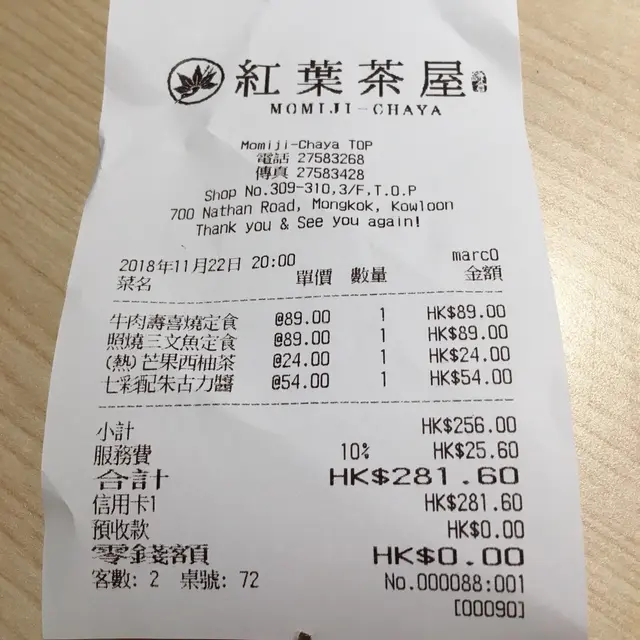 紅葉茶屋
MOMIJI-CHAYA
Momiji-Chaya TOP
電話 27583268
傳真 27583428
Shop No.309-310,3/F,T.O.P
700 Nathan Road, Mongkok, Kowloon
Thank you & See you again!
2018年11月22日 20:00 marcO
菜名 單價 數量 金額
牛肉壽喜燒定食 @89.00 1 HK$89.00
照燒三文魚定食 @89.00 1 HK$89.00
(熱)芒果西柚茶 @24.00 1 HK$24.00
七彩配朱古力醬 @54.00 1 HK$54.00
小計 HK$256.00
服務費 10% HK$25.60
合計 HK$281.60
信用卡1 HK$281.60
預收款 HK$0.00
零錢額 HK$0.00
客數: 2 桌號: 72 No.000088:001
[00090]